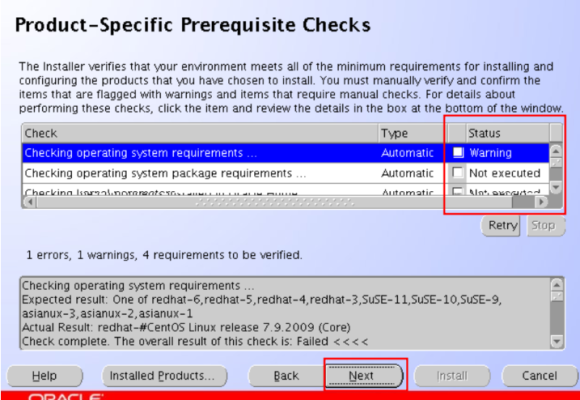 Product-Specific Prerequisite Checks
The Installer verifies that your environment meets all of the minimum requirements for installing and
configuring the products that you have chosen to install. You must manually verify and confirm the
items that are flagged with warnings and items that require manual checks. For details about
performing these checks, click the item and review the details in the box at the bottom of the window.
Check Type Status
Checking operating system requirements ... Automatic Warning
Checking operating system package requirements ... Automatic Not executed
Checking Automatic Not executed
Retry Stop
1 errors, 1 warnings, 4 requirements to be verified.
Checking operating system requirements ...
Expected result: One of redhat-6,redhat-5,redhat-4,redhat-3,SuSE-11,SuSE-10,SuSE-9,
asianux-3,asianux-2,asianux-1
Actual Result: redhat-#CentOS Linux release 7.9.2009 (Core)
Check complete. The overall result of this check is: Failed <<<<
Help Installed Products... Back Next Install Cancel
ORACLE